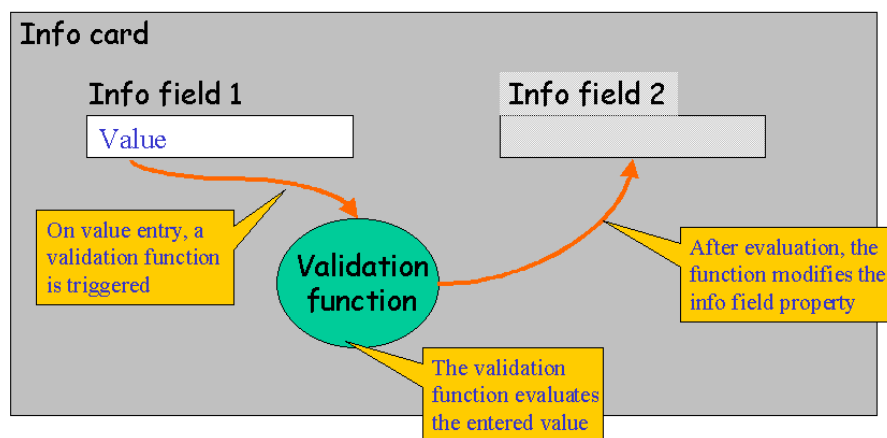 Info card
Info field 1
Info field 2
Value
On value entry, a
validation function
is triggered
Validation
function
After evaluation, the
function modifies the
info field property
The validation
function evaluates
the entered value